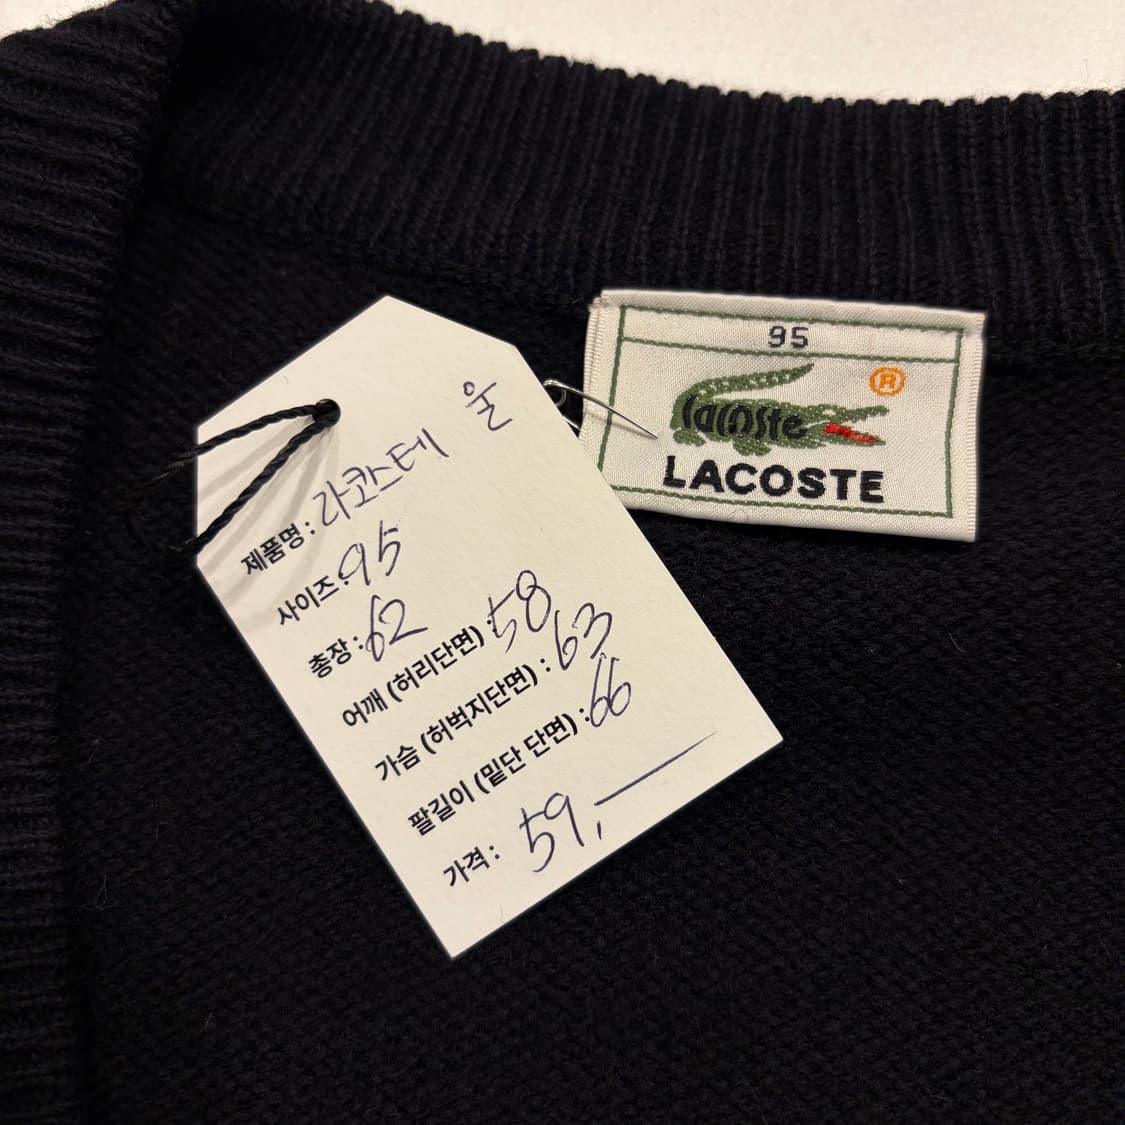 95
®
lacoste
LACOSTE
울
제품명 : 라코스테
사이즈 : 95
총장 : 62
어깨 (허리단면) : 58
가슴 (허벅지단면) : 63
팔길이 (밑단 단면) : 66
가격 : 59,—